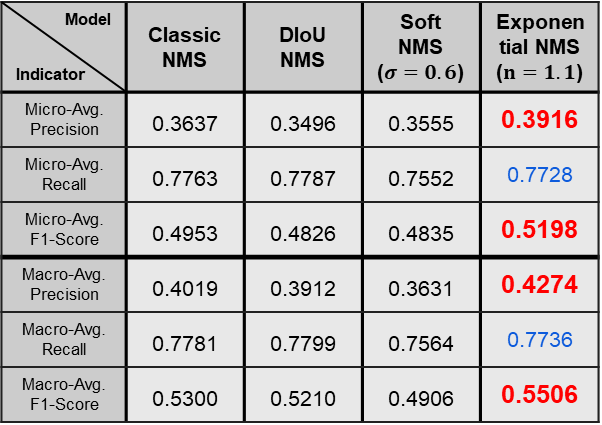 Model
Indicator
Classic
NMS
DIoU
NMS
Soft
NMS
(σ = 0.6)
Exponen
tial NMS
(n = 1.1)
Micro-Avg.
Precision
0.3637
0.3496
0.3555
0.3916
Micro-Avg.
Recall
0.7763
0.7787
0.7552
0.7728
Micro-Avg.
F1-Score
0.4953
0.4826
0.4835
0.5198
Macro-Avg.
Precision
0.4019
0.3912
0.3631
0.4274
Macro-Avg.
Recall
0.7781
0.7799
0.7564
0.7736
Macro-Avg.
F1-Score
0.5300
0.5210
0.4906
0.5506